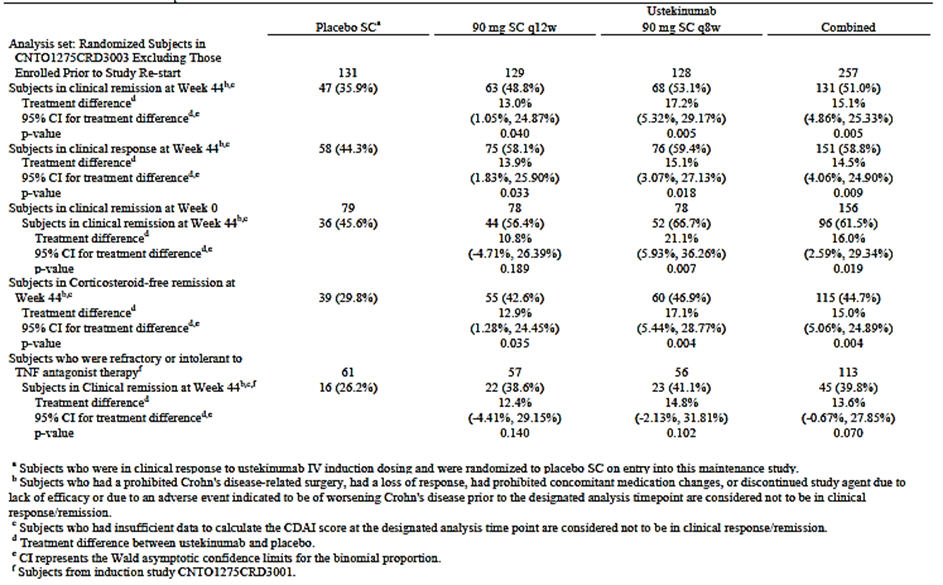 Ustekinumab
Placebo SCa 90 mg SC q12w 90 mg SC q8w Combined
Analysis set: Randomized Subjects in
CNTO1275CRD3003 Excluding Those
Enrolled Prior to Study Re-start 131 129 128 257
Subjects in clinical remission at Week 44b,c 47 (35.9%) 63 (48.8%) 68 (53.1%) 131 (51.0%)
Treatment differenced 13.0% 17.2% 15.1%
95% CI for treatment differenced,e (1.05%, 24.87%) (5.32%, 29.17%) (4.86%, 25.33%)
p-value 0.040 0.005 0.005
Subjects in clinical response at Week 44b,c 58 (44.3%) 75 (58.1%) 76 (59.4%) 151 (58.8%)
Treatment differenced 13.9% 15.1% 14.5%
95% CI for treatment differenced,e (1.83%, 25.90%) (3.07%, 27.13%) (4.06%, 24.90%)
p-value 0.033 0.018 0.009
Subjects in clinical remission at Week 0 79 78 78 156
Subjects in clinical remission at Week 44b,c 36 (45.6%) 44 (56.4%) 52 (66.7%) 96 (61.5%)
Treatment differenced 10.8% 21.1% 16.0%
95% CI for treatment differenced,e (-4.71%, 26.39%) (5.93%, 36.26%) (2.59%, 29.34%)
p-value 0.189 0.007 0.019
Subjects in Corticosteroid-free remission at
Week 44b,c 39 (29.8%) 55 (42.6%) 60 (46.9%) 115 (44.7%)
Treatment differenced 12.9% 17.1% 15.0%
95% CI for treatment differenced,e (1.28%, 24.45%) (5.44%, 28.77%) (5.06%, 24.89%)
p-value 0.035 0.004 0.004
Subjects who were refractory or intolerant to
TNF antagonist therapyf 61 57 56 113
Subjects in Clinical remission at Week 44b,c,f 16 (26.2%) 22 (38.6%) 23 (41.1%) 45 (39.8%)
Treatment differenced 12.4% 14.8% 13.6%
95% CI for treatment differenced,e (-4.41%, 29.15%) (-2.13%, 31.81%) (-0.67%, 27.85%)
p-value 0.140 0.102 0.070
a Subjects who were in clinical response to ustekinumab IV induction dosing and were randomized to placebo SC on entry into this maintenance study.
b Subjects who had a prohibited Crohn's disease-related surgery, had a loss of response, had prohibited concomitant medication changes, or discontinued study agent due to
lack of efficacy or due to an adverse event indicated to be of worsening Crohn's disease prior to the designated analysis timepoint are considered not to be in clinical
response/remission.
c Subjects who had insufficient data to calculate the CDAI score at the designated analysis time point are considered not to be in clinical response/remission.
d Treatment difference between ustekinumab and placebo.
e CI represents the Wald asymptotic confidence limits for the binomial proportion.
f Subjects from induction study CNTO1275CRD3001.